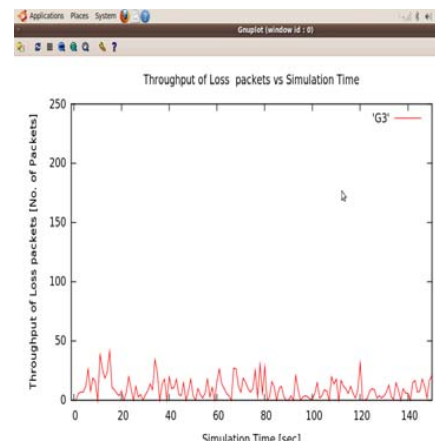 Applications Places System
Gnuplot (window id : 0)
Throughput of Loss packets vs Simulation Time
'G3'
Throughput of Loss packets [No. of Packets]
250
200
150
100
50
0
0 20 40 60 80 100 120 140
Simulation Time [sec]